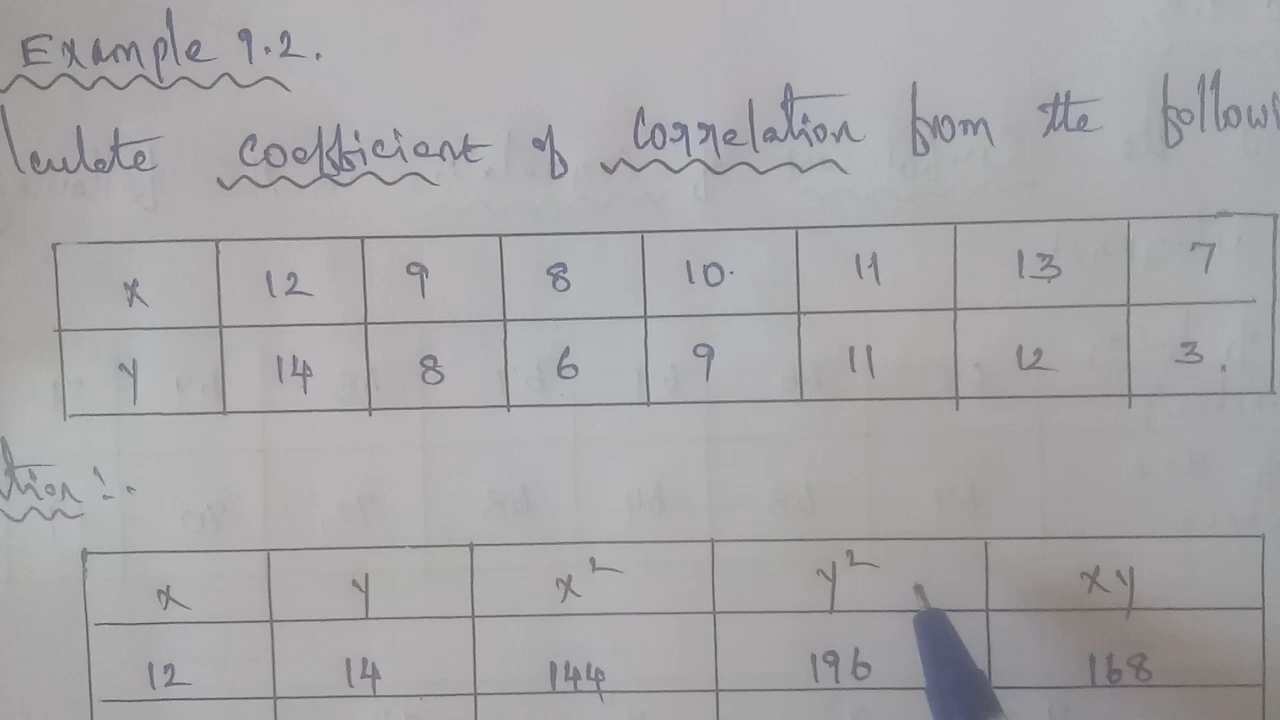 Example 9.2.
lculate coefficient of correlation from the followi
x 12 9 8 10. 11 13 7
y 14 8 6 9 11 12 3.
tion :-
x y x² y² xy
12 14 144 196 168